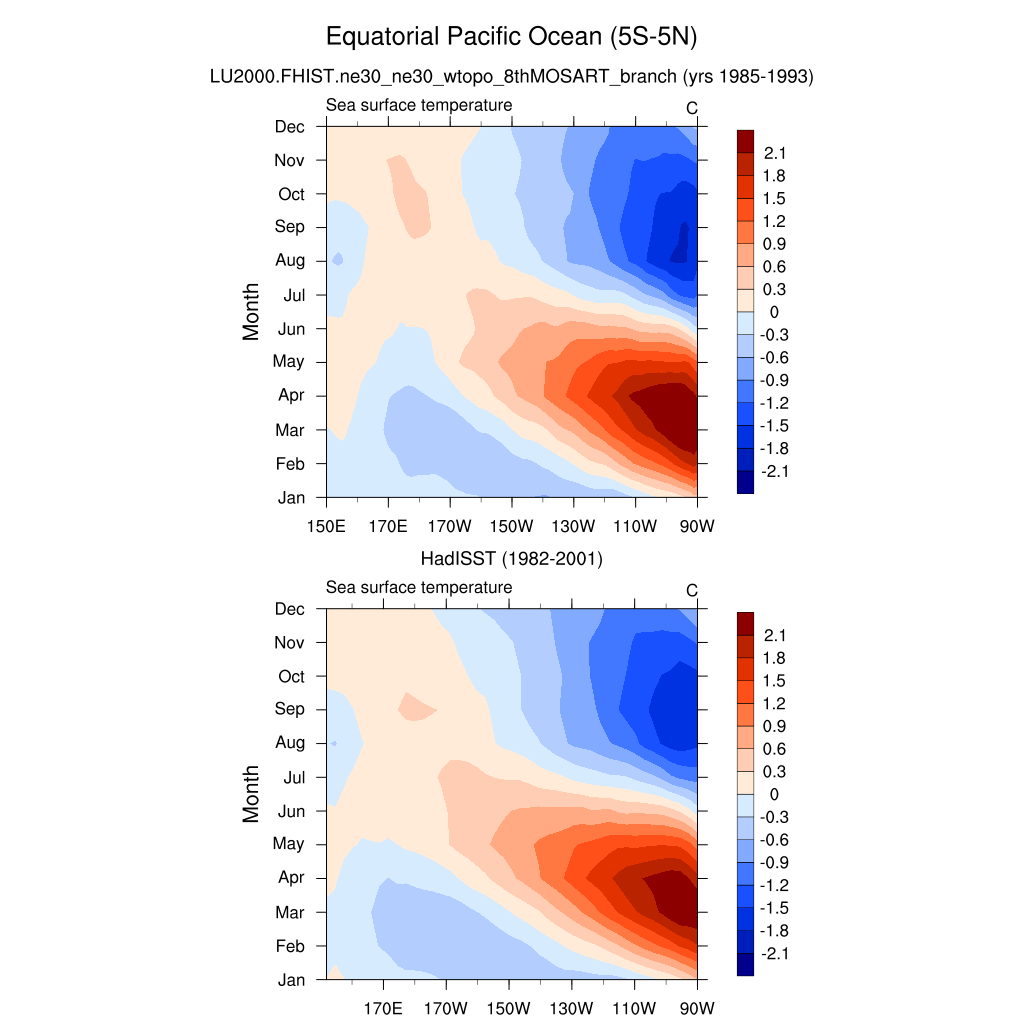 Equatorial Pacific Ocean (5S-5N)
LU2000.FHIST.ne30_ne30_wtopo_8thMOSART_branch (yrs 1985-1993)
Sea surface temperature C
Dec
Nov
Oct
Sep
Aug
Jul
Jun
May
Apr
Mar
Feb
Jan
Month
150E 170E 170W 150W 130W 110W 90W
2.1
1.8
1.5
1.2
0.9
0.6
0.3
0
-0.3
-0.6
-0.9
-1.2
-1.5
-1.8
-2.1
HadISST (1982-2001)
Sea surface temperature C
Dec
Nov
Oct
Sep
Aug
Jul
Jun
May
Apr
Mar
Feb
Jan
Month
170E 170W 150W 130W 110W 90W
2.1
1.8
1.5
1.2
0.9
0.6
0.3
0
-0.3
-0.6
-0.9
-1.2
-1.5
-1.8
-2.1